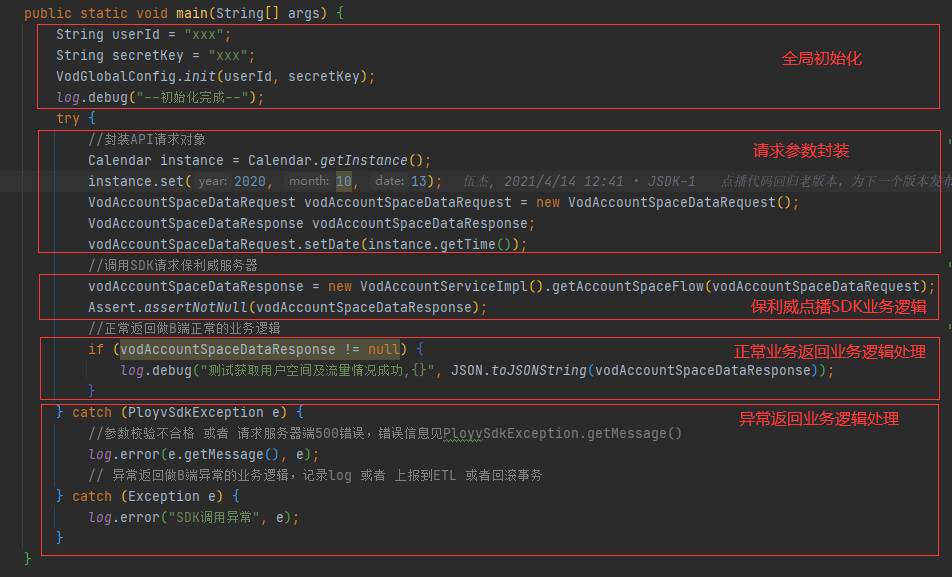 public static void main(String[] args) {
String userId = "xxx";
String secretKey = "xxx";
全局初始化
VodGlobalConfig.init(userId, secretKey);
log.debug("--初始化完成--");
try {
//封装API请求对象
请求参数封装
Calendar instance = Calendar.getInstance();
instance.set( year: 2020, month: 10, date: 13); 伍杰, 2021/4/14 12:41 • JSDK-1 点播代码回归老版本，为下一个版本发布
VodAccountSpaceDataRequest vodAccountSpaceDataRequest = new VodAccountSpaceDataRequest();
VodAccountSpaceDataResponse vodAccountSpaceDataResponse;
vodAccountSpaceDataRequest.setDate(instance.getTime());
//调用SDK请求保利威服务器
vodAccountSpaceDataResponse = new VodAccountServiceImpl().getAccountSpaceFlow(vodAccountSpaceDataRequest);
Assert.assertNotNull(vodAccountSpaceDataResponse);
保利威点播SDK业务逻辑
//正常返回做B端正常的业务逻辑
if (vodAccountSpaceDataResponse != null) {
正常业务返回业务逻辑处理
log.debug("测试获取用户空间及流量情况成功,{}", JSON.toJSONString(vodAccountSpaceDataResponse));
}
} catch (PloyvSdkException e) {
异常返回业务逻辑处理
//参数校验不合格 或者 请求服务器端500错误，错误信息见PloyvSdkException.getMessage()
log.error(e.getMessage(), e);
// 异常返回做B端异常的业务逻辑，记录log 或者 上报到ETL 或者回滚事务
} catch (Exception e) {
log.error("SDK调用异常", e);
}
}